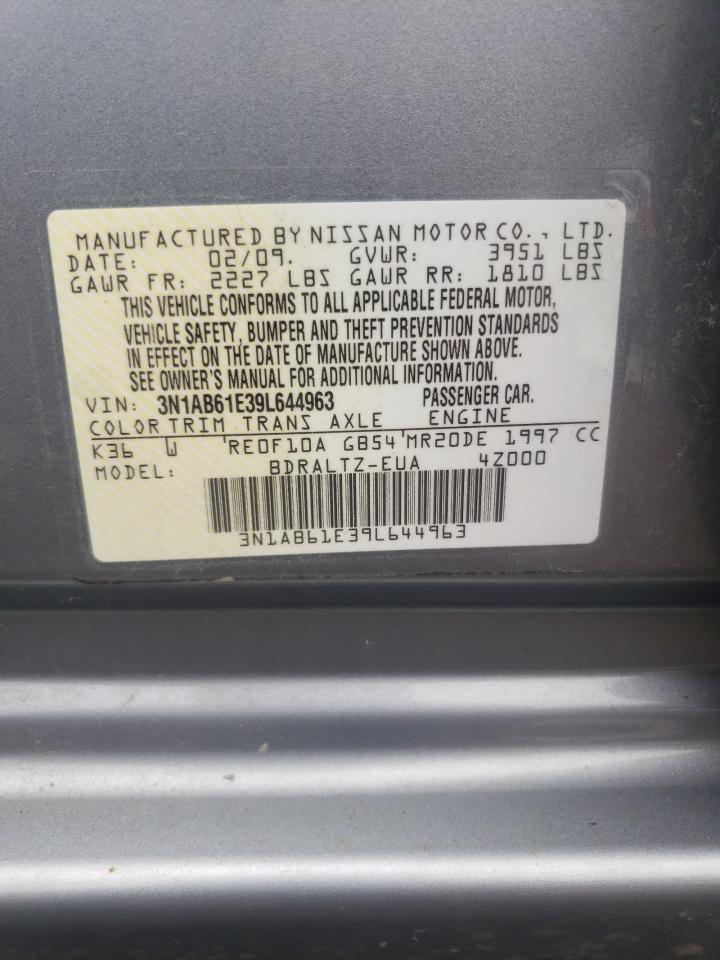 MANUFACTURED BY NISSAN MOTOR CO., LTD.
DATE: 02/09. GVWR: 3951 LBS
GAWR FR: 2227 LBS GAWR RR: 1810 LBS
THIS VEHICLE CONFORMS TO ALL APPLICABLE FEDERAL MOTOR,
VEHICLE SAFETY, BUMPER AND THEFT PREVENTION STANDARDS
IN EFFECT ON THE DATE OF MANUFACTURE SHOWN ABOVE.
SEE OWNER'S MANUAL FOR ADDITIONAL INFORMATION.
VIN: 3N1AB61E39L644963 PASSENGER CAR.
COLOR TRIM TRANS AXLE ENGINE
K36 W RE0F10A GB54 MR20DE 1997 CC
MODEL: BDRALTZ-EUA 4Z000
3N1AB61E39L644963